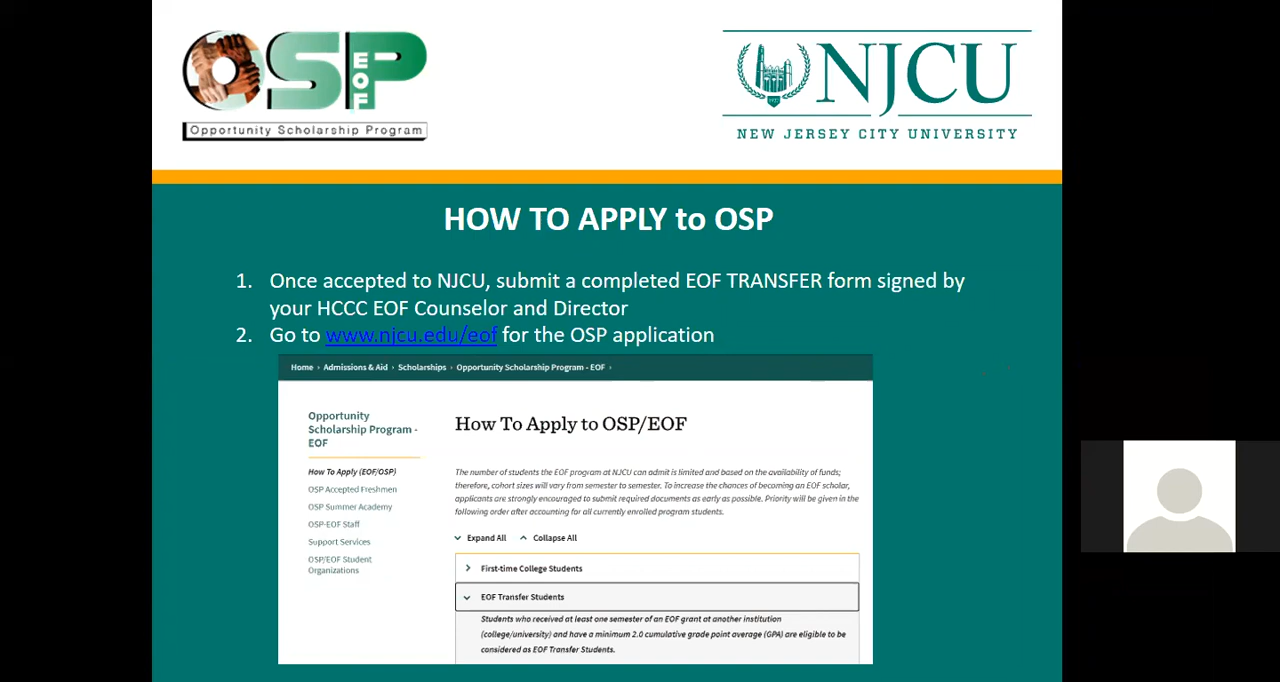 OSP
EOF
Opportunity Scholarship Program
NJCU
NEW JERSEY CITY UNIVERSITY
HOW TO APPLY to OSP
1. Once accepted to NJCU, submit a completed EOF TRANSFER form signed by
your HCCC EOF Counselor and Director
2. Go to www.njcu.edu/eof for the OSP application
Home › Admissions & Aid › Scholarships › Opportunity Scholarship Program - EOF ›
Opportunity
Scholarship Program -
EOF
How To Apply (EOF/OSP)
OSP Accepted Freshmen
OSP Summer Academy
OSP-EOF Staff
Support Services
OSP/EOF Student
Organizations
How To Apply to OSP/EOF
The number of students the EOF program at NJCU can admit is limited and based on the availability of funds;
therefore, cohort sizes will vary from semester to semester. To increase the chances of becoming an EOF scholar,
applicants are strongly encouraged to submit required documents as early as possible. Priority will be given in the
following order after accounting for all currently enrolled program students.
Expand All Collapse All
First-time College Students
EOF Transfer Students
Students who received at least one semester of an EOF grant at another institution
(college/university) and have a minimum 2.0 cumulative grade point average (GPA) are eligible to be
considered as EOF Transfer Students.